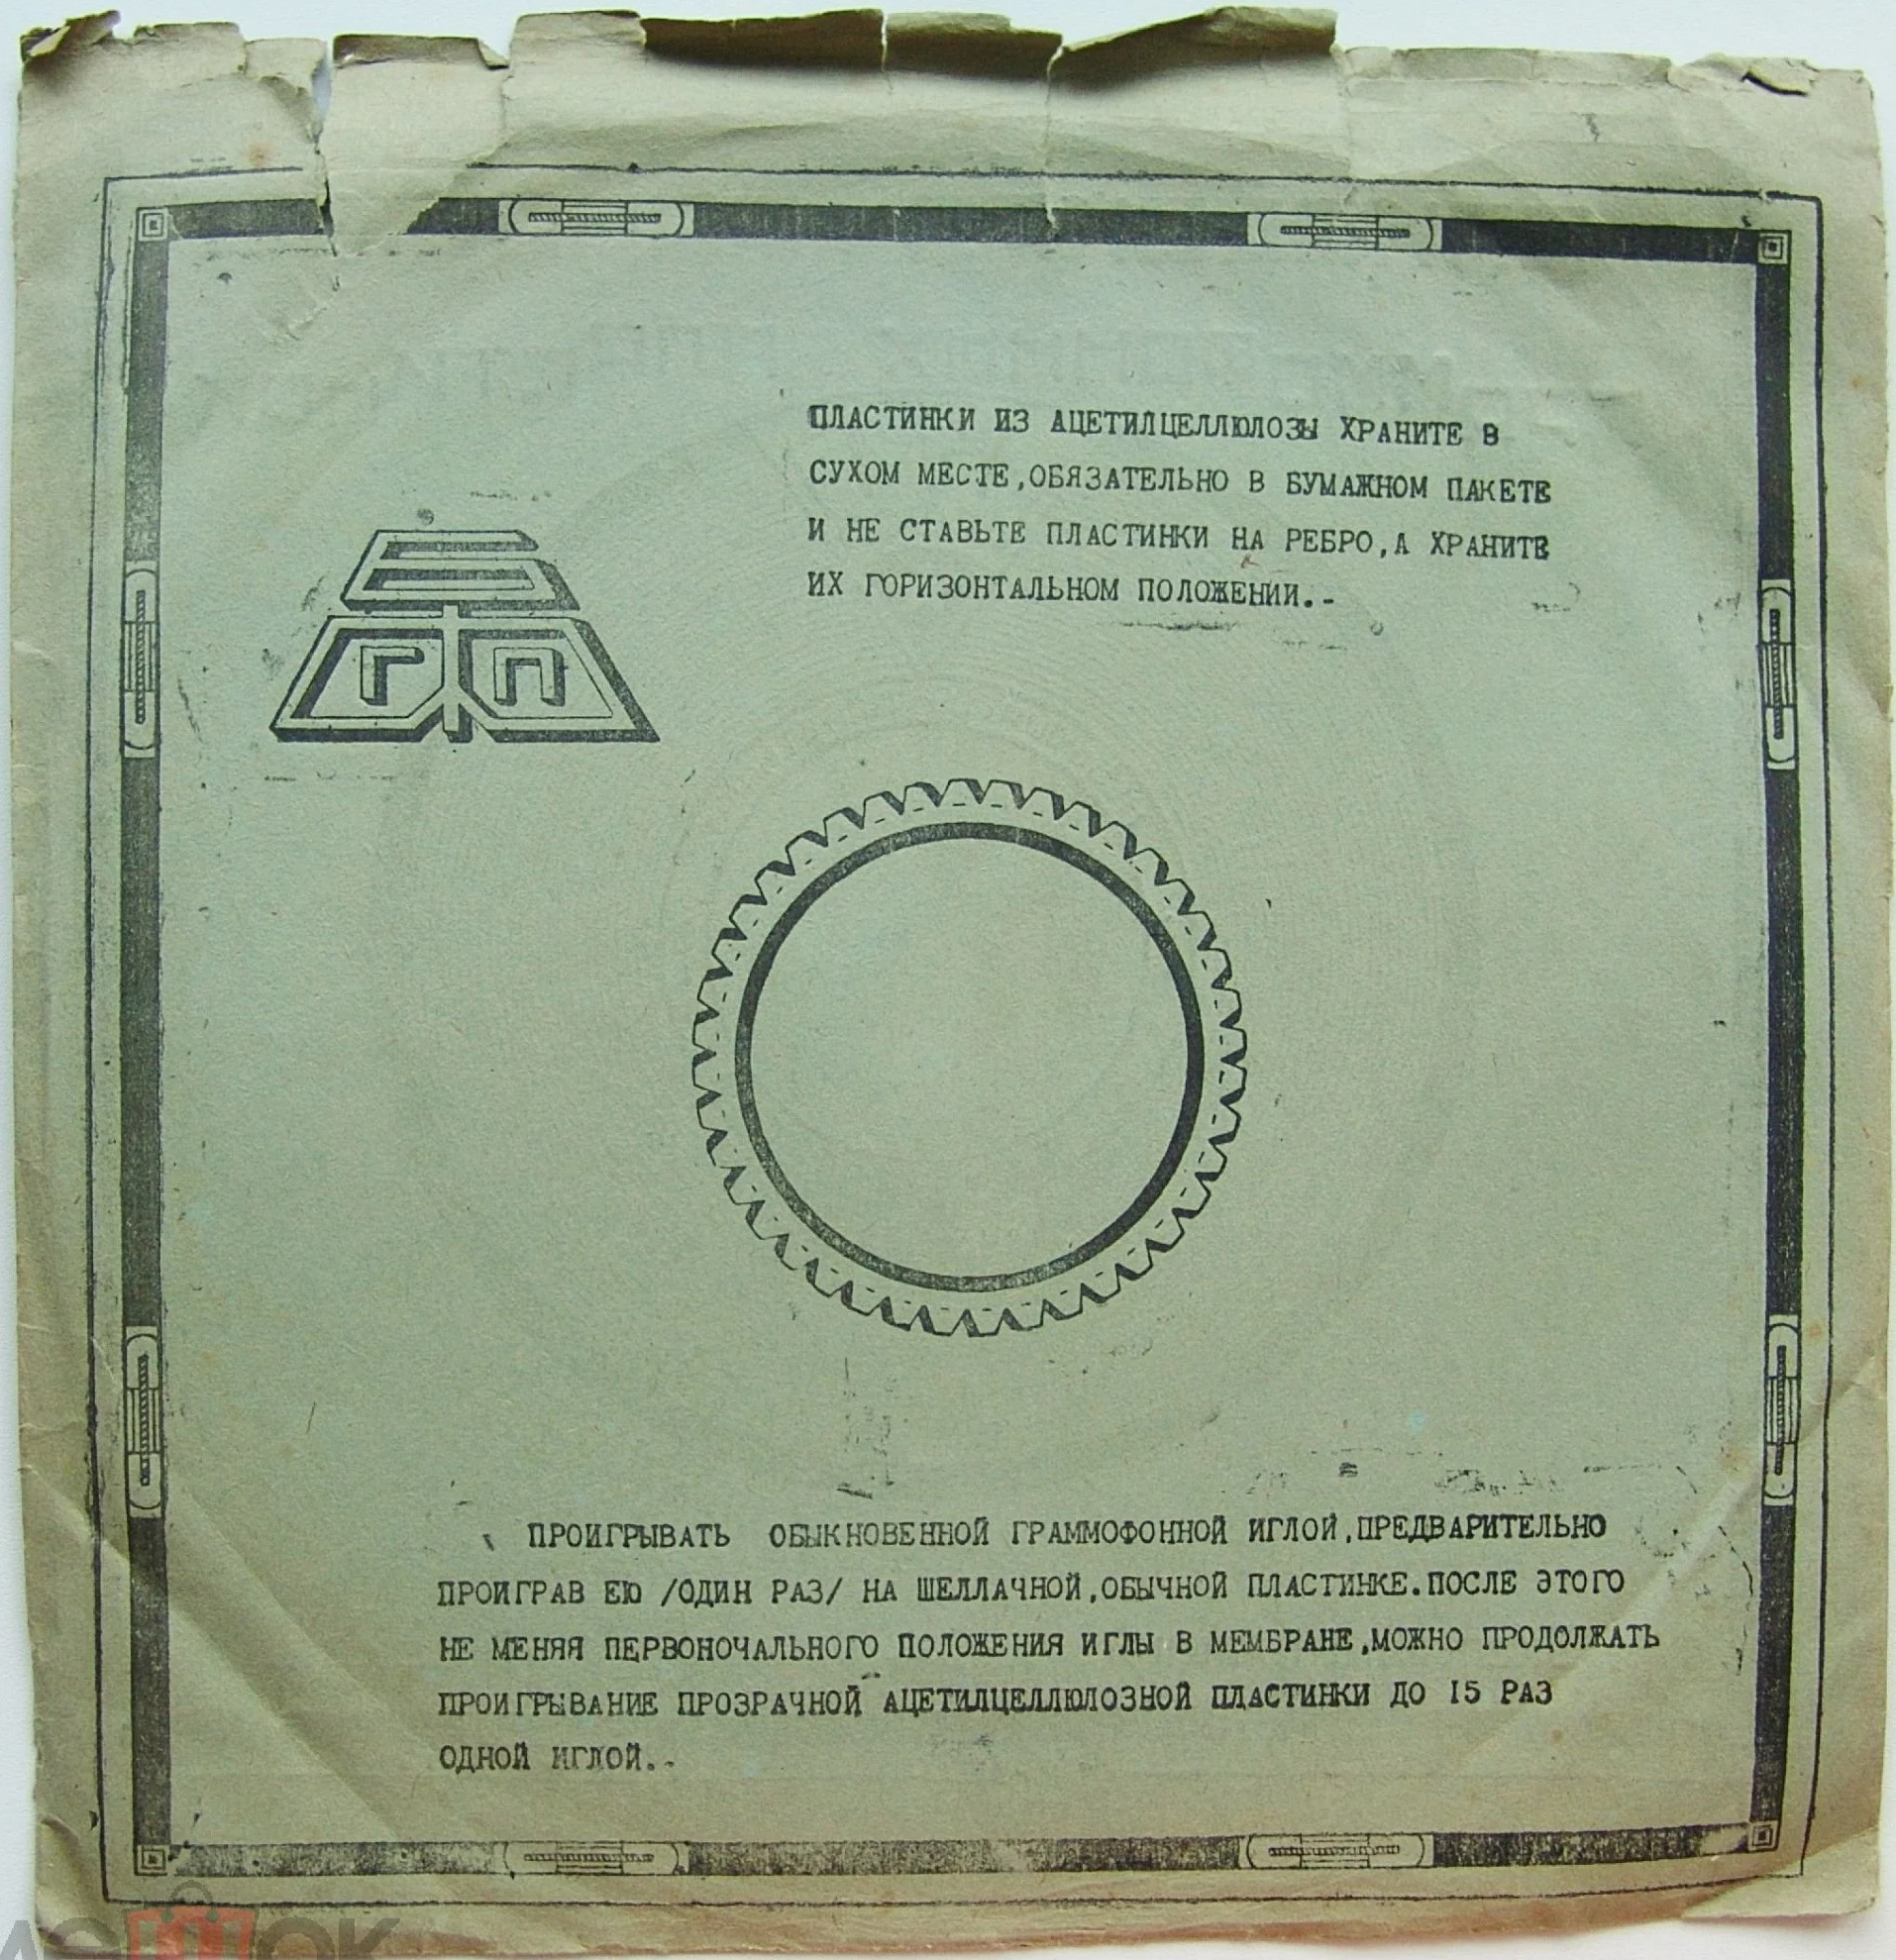 ПЛАСТИНКИ ИЗ АЦЕТИЛЦЕЛЛЮЛОЗЫ ХРАНИТЕ В
СУХОМ МЕСТЕ,ОБЯЗАТЕЛЬНО В БУМАЖНОМ ПАКЕТЕ
И НЕ СТАВЬТЕ ПЛАСТИНКИ НА РЕБРО,А ХРАНИТЕ
ИХ ГОРИЗОНТАЛЬНОМ ПОЛОЖЕНИИ.-
ГП
ПРОИГРЫВАТЬ ОБЫКНОВЕННОЙ ГРАММОФОННОЙ ИГЛОЙ,ПРЕДВАРИТЕЛЬНО
ПРОИГРАВ ЕЮ /ОДИН РАЗ/ НА ШЕЛЛАЧНОЙ,ОБЫЧНОЙ ПЛАСТИНКЕ.ПОСЛЕ ЭТОГО
НЕ МЕНЯЯ ПЕРВОНОЧАЛЬНОГО ПОЛОЖЕНИЯ ИГЛЫ В МЕМБРАНЕ,МОЖНО ПРОДОЛЖАТЬ
ПРОИГРЫВАНИЕ ПРОЗРАЧНОЙ АЦЕТИЛЦЕЛЛЮЛОЗНОЙ ПЛАСТИНКИ ДО 15 РАЗ
ОДНОЙ ИГЛОЙ.-